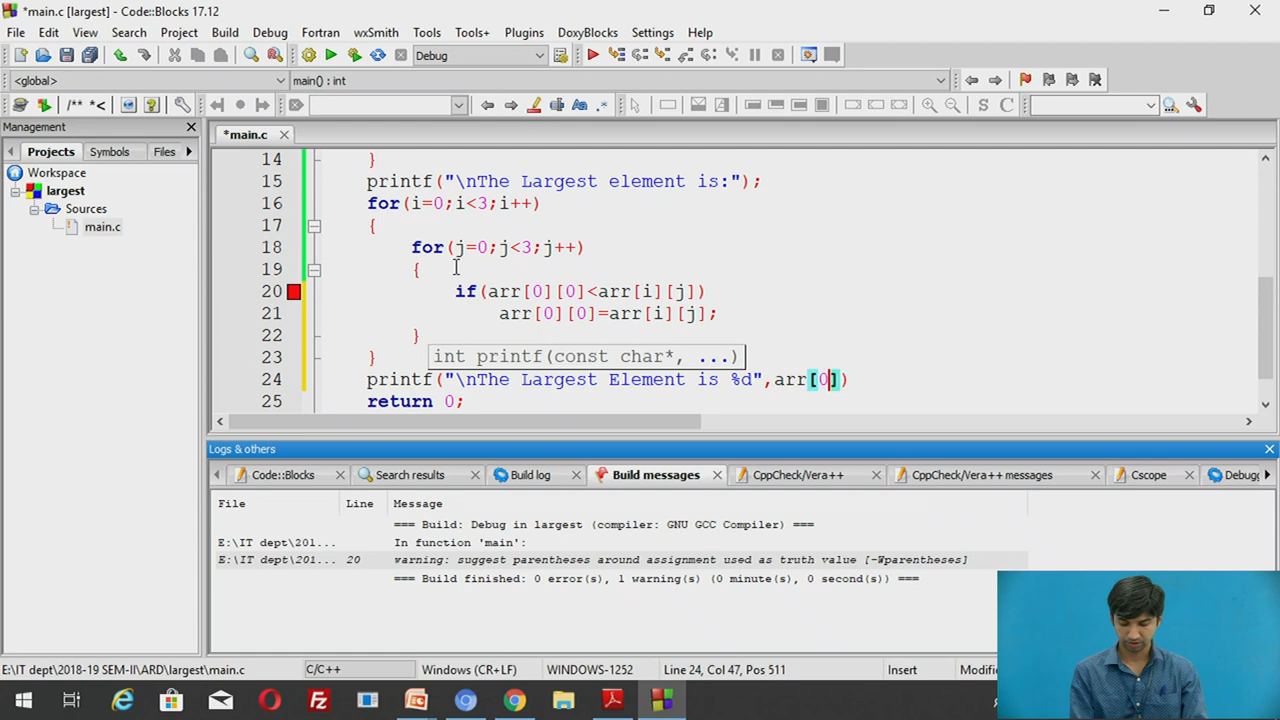 *main.c [largest] - Code::Blocks 17.12
File Edit View Search Project Build Debug Fortran wxSmith Tools Tools+ Plugins DoxyBlocks Settings Help
Debug
<global> main() : int
/** *<
Management
Projects Symbols Files
*main.c
Workspace
largest
Sources
main.c
14 }
15 printf("\nThe Largest element is:");
16 for(i=0;i<3;i++)
17 {
18 for(j=0;j<3;j++)
19 {
20 if(arr[0][0]<arr[i][j])
21 arr[0][0]=arr[i][j];
22 }
23 }
int printf(const char*, ...)
24 printf("\nThe Largest Element is %d",arr[0])
25 return 0;
Logs & others
Code::Blocks Search results Build log Build messages CppCheck/Vera++ CppCheck/Vera++ messages Cscope Debugg
File Line Message
=== Build: Debug in largest (compiler: GNU GCC Compiler) ===
E:\IT dept\201... In function 'main':
E:\IT dept\201... 20 warning: suggest parentheses around assignment used as truth value [-Wparentheses]
=== Build finished: 0 error(s), 1 warning(s) (0 minute(s), 0 second(s)) ===
E:\IT dept\2018-19 SEM-II\ARD\largest\main.c C/C++ Windows (CR+LF) WINDOWS-1252 Line 24, Col 47, Pos 511 Insert Modif